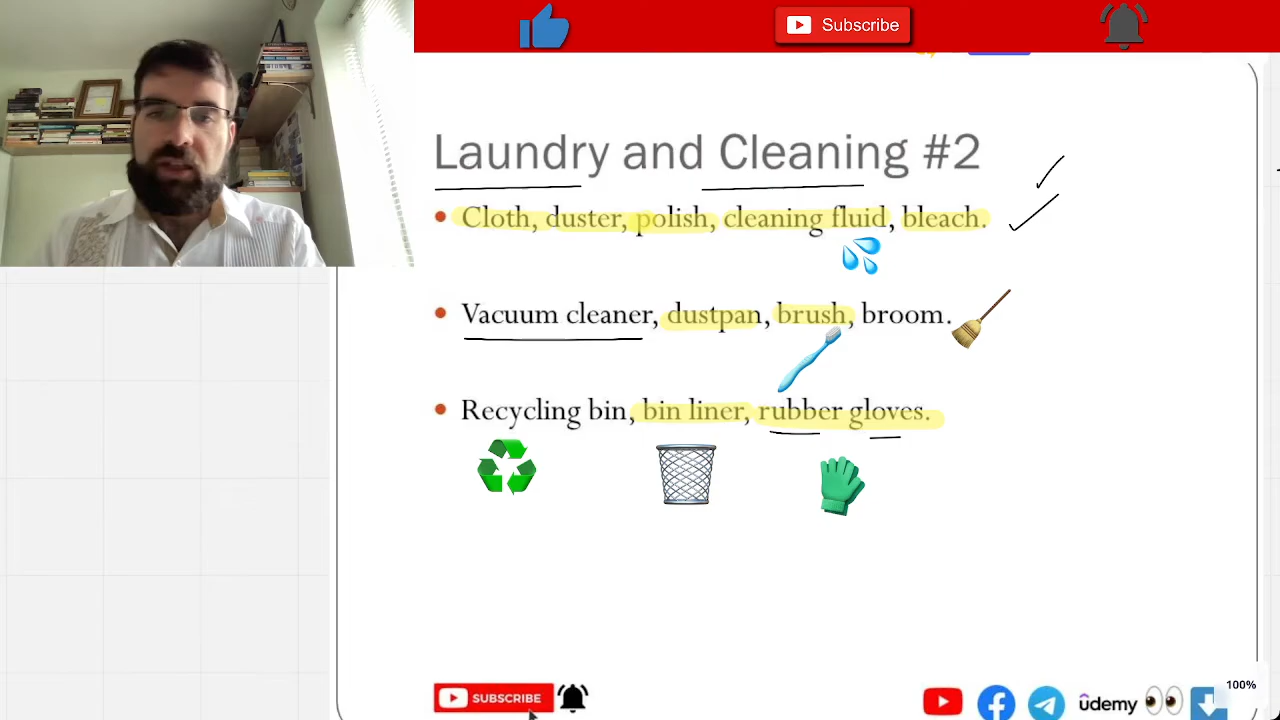 Subscribe
Laundry and Cleaning #2
Cloth, duster, polish, cleaning fluid, bleach.
Vacuum cleaner, dustpan, brush, broom.
Recycling bin, bin liner, rubber gloves.
SUBSCRIBE
ûdemy
100%